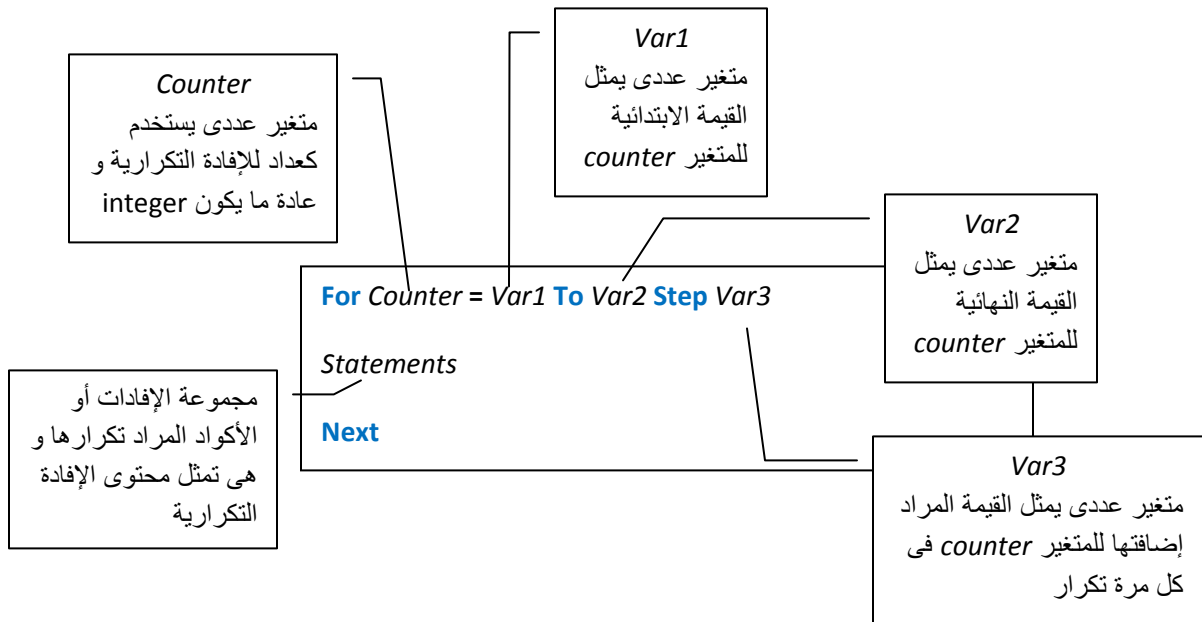 Counter
متغير عددى يستخدم
كعداد للإفادة التكرارية و
عادة ما يكون integer
Var1
متغير عددى يمثل
القيمة الابتدائية
للمتغير counter
Var2
متغير عددى يمثل
القيمة النهائية
للمتغير counter
For Counter = Var1 To Var2 Step Var3
Statements
Next
مجموعة الإفادات أو
الأكواد المراد تكرارها و
هى تمثل محتوى الإفادة
التكرارية
Var3
متغير عددى يمثل القيمة المراد
إضافتها للمتغير counter فى
كل مرة تكرار